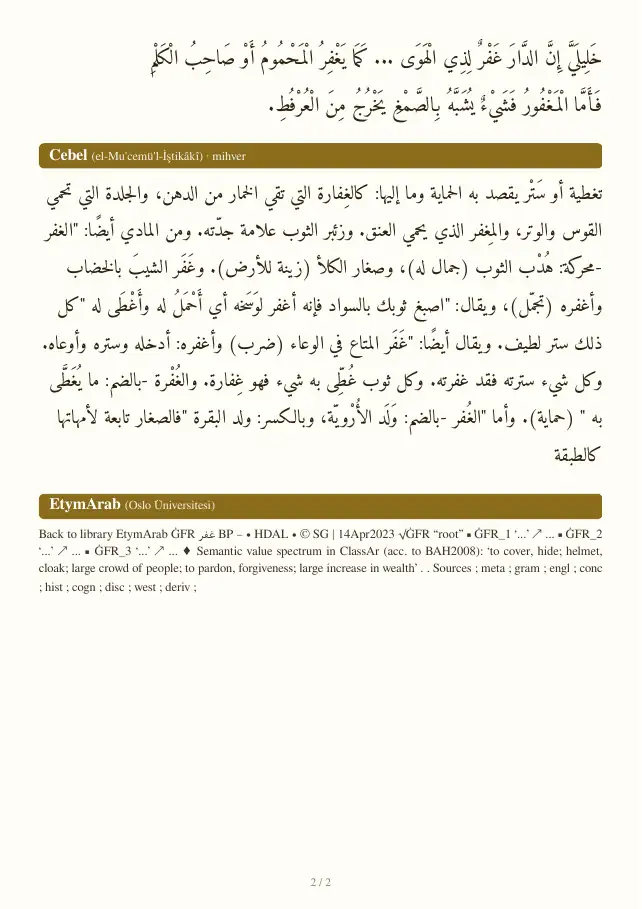 خَلِيلَيَّ إِنَّ الدَّارَ غَفْرٌ لِذِي الْهَوَى ... كَمَا يَغْفِرُ الْمَحْمُومُ أَوْ صَاحِبُ الْكَلْمِ
فَأَمَّا الْمَغْفُورُ فَشَيْءٌ يُشَبَّهُ بِالصَّمْغِ يَخْرُجُ مِنَ الْعُرْفُطِ.
Cebel (el-Mu'cemü'l-İştikâkî) · mihver
تغطية أو سَتْر يقصد به الحماية وما إليها: كالغِفارة التي تقي الخمار من الدهن، والجلدة التي تحمي
القوس والوتر، والمِغفر الذي يحمي العنق. وزِئبر الثوب علامة جدّته. ومن المادي أيضًا: "الغفر
-محركة: هُدْب الثوب (جمال له)، وصغار الكلأ (زينة للأرض). وغَفَر الشيبَ بالخضاب
وأغفره (تجمّل)، ويقال: "اصبغ ثوبك بالسواد فإنه أغفر لوَسَخه أي أَحْمَلُ له وأَغْطَى له "كل
ذلك ستر لطيف. ويقال أيضًا: "غَفَر المتاع في الوعاء (ضرب) وأغفره: أدخله وستره وأوعاه.
وكل شيء سترته فقد غفرته. وكل ثوب غُطِّى به شيء فهو غِفارة. والغُفْرة -بالضم: ما يُغَطَّى
به " (حماية). وأما "الغُفر -بالضم: وَلَد الأُرْويّة، وبالكسر: ولد البقرة "فالصغار تابعة لأمهاتها
كالطبقة
EtymArab (Oslo Üniversitesi)
Back to library EtymArab ĠFR غفر BP – • HDAL • © SG | 14Apr2023 √ĠFR “root” ▪ ĠFR_1 ‘...’ ↗ ... ▪ ĠFR_2
‘...’ ↗ ... ▪ ĠFR_3 ‘...’ ↗ ... ♦ Semantic value spectrum in ClassAr (acc. to BAH2008): ‘to cover, hide; helmet,
cloak; large crowd of people; to pardon, forgiveness; large increase in wealth’ . . Sources ; meta ; gram ; engl ; conc
; hist ; cogn ; disc ; west ; deriv ;
2 / 2